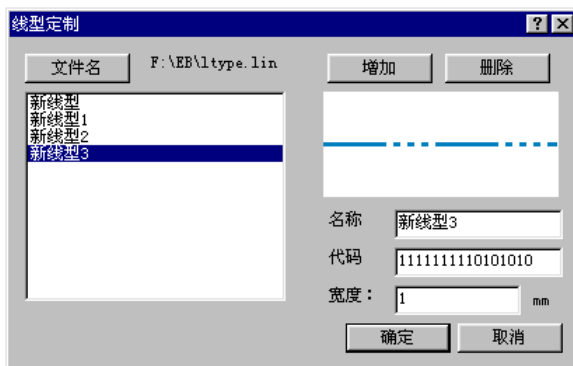 线型定制
文件名 F:\EB\ltype.lin 增加 删除
新线型
新线型1
新线型2
新线型3
名称 新线型3
代码 1111111110101010
宽度： 1 mm
确定 取消